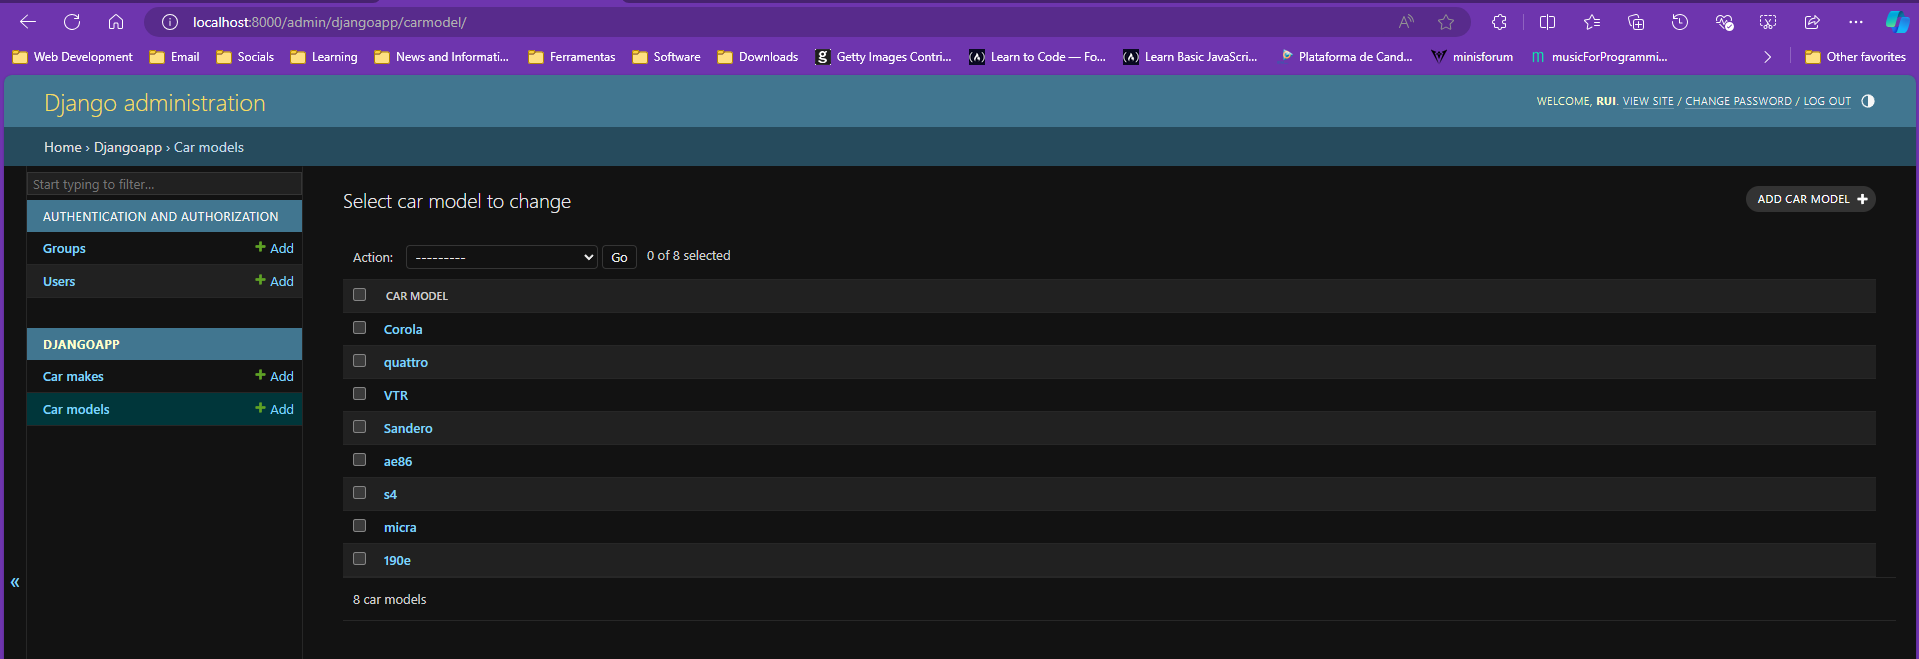 localhost:8000/admin/djangoapp/carmodel/
Web Development Email Socials Learning News and Informati... Ferramentas Software Downloads Getty Images Contri... Learn to Code — Fo... Learn Basic JavaScri... Plataforma de Cand... minisforum musicForProgrammi... Other favorites
Django administration
WELCOME, RUI. VIEW SITE / CHANGE PASSWORD / LOG OUT
Home › Djangoapp › Car models
Start typing to filter...
AUTHENTICATION AND AUTHORIZATION
Groups + Add
Users + Add
DJANGOAPP
Car makes + Add
Car models + Add
«
Select car model to change
ADD CAR MODEL +
Action: --------- Go 0 of 8 selected
CAR MODEL
Corola
quattro
VTR
Sandero
ae86
s4
micra
190e
8 car models